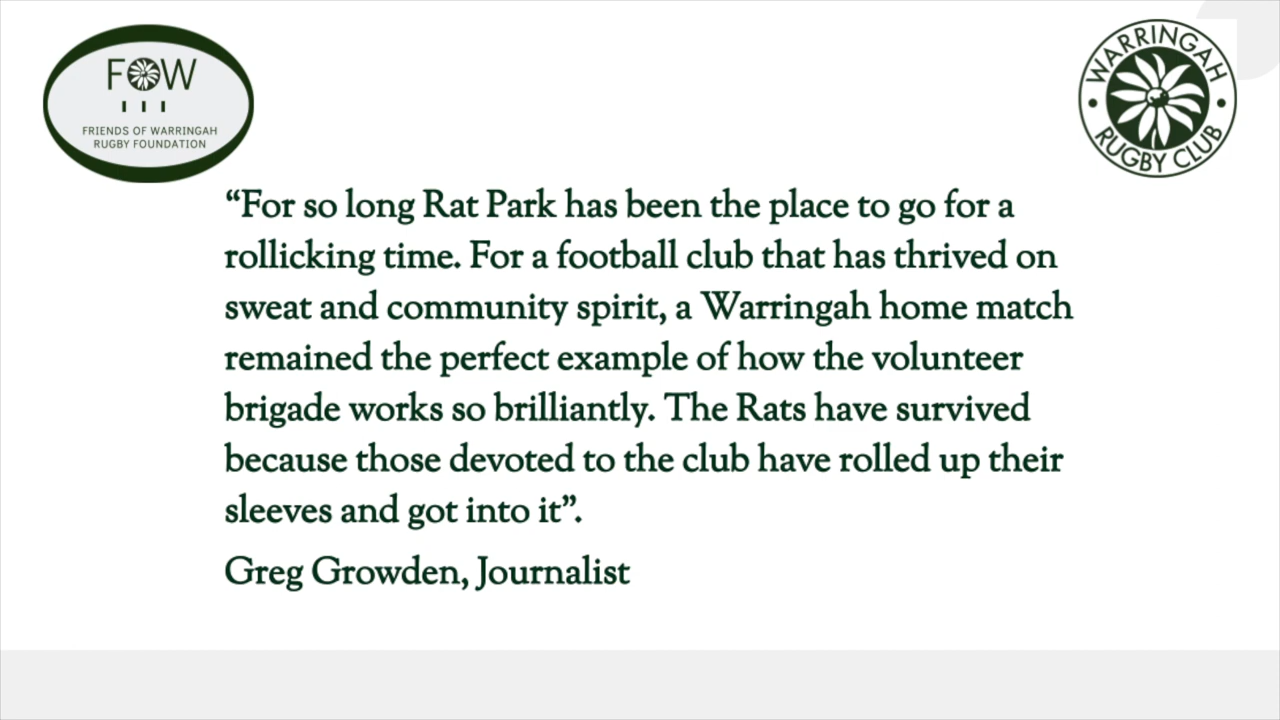 FOW
FRIENDS OF WARRINGAH
RUGBY FOUNDATION
WARRINGAH
RUGBY CLUB
“For so long Rat Park has been the place to go for a
rollicking time. For a football club that has thrived on
sweat and community spirit, a Warringah home match
remained the perfect example of how the volunteer
brigade works so brilliantly. The Rats have survived
because those devoted to the club have rolled up their
sleeves and got into it”.
Greg Growden, Journalist